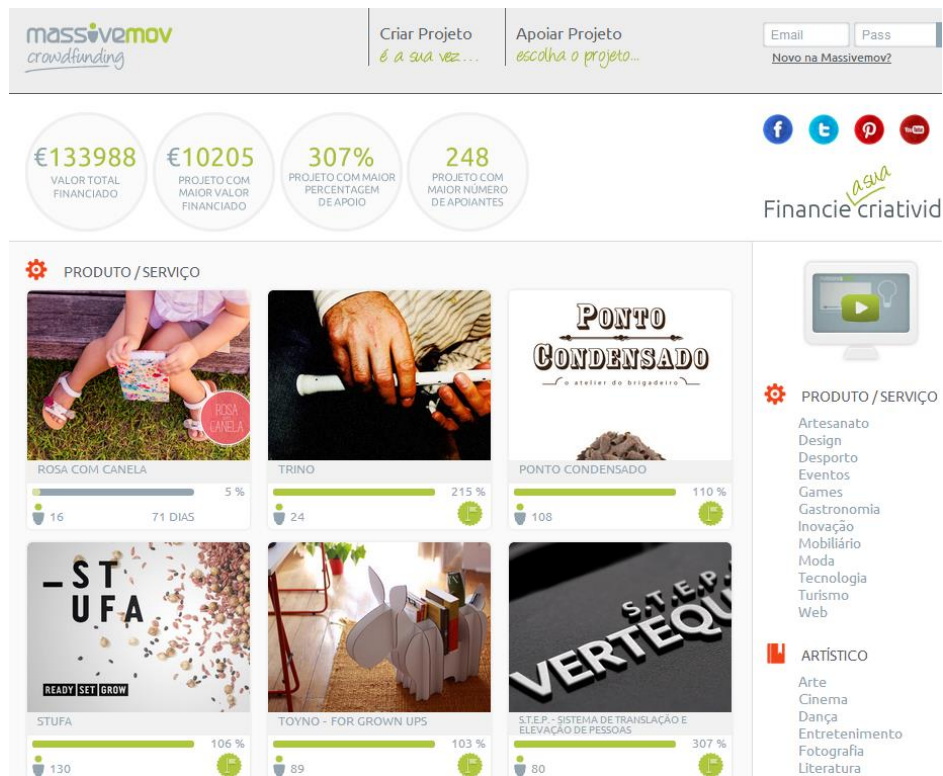 massivemov
crowdfunding
Criar Projeto
é a sua vez...
Apoiar Projeto
escolha o projeto...
Email
Pass
Novo na Massivemov?
€133988
VALOR TOTAL
FINANCIADO
€10205
PROJETO COM
MAIOR VALOR
FINANCIADO
307%
PROJETO COM MAIOR
PERCENTAGEM
DE APOIO
248
PROJETO COM
MAIOR NÚMERO
DE APOIANTES
a sua
Financie criativid
PRODUTO / SERVIÇO
ROSA
COM
CANELA
ROSA COM CANELA
5 %
16
71 DIAS
TRINO
215 %
24
PONTO
CONDENSADO
o atelier do brigadeiro
PONTO CONDENSADO
110 %
108
_ST
UFA
READY SET GROW
STUFA
106 %
130
TOYNO - FOR GROWN UPS
103 %
89
S.T.E.P.
VERTEQU
S.T.E.P. - SISTEMA DE TRANSLAÇÃO E
ELEVAÇÃO DE PESSOAS
307 %
80
PRODUTO / SERVIÇO
Artesanato
Design
Desporto
Eventos
Games
Gastronomia
Inovação
Mobiliário
Moda
Tecnologia
Turismo
Web
ARTÍSTICO
Arte
Cinema
Dança
Entretenimento
Fotografia
Literatura